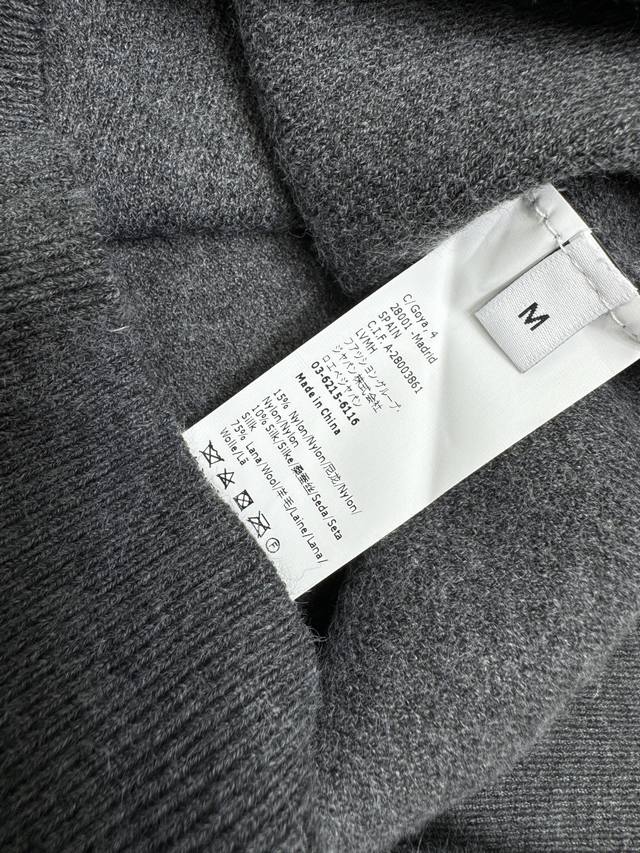 M
C/ Goya, 4
28001 - Madrid
SPAIN
C.I.F. A-28003861
LVMH
ファッショングループ・
ジャパン株式会社
ロエベジャパン
03-6215-6116
Made in China
15% Nylon/Nylon/尼龙/Nylon/
Nylon/Nylon
10% Silk/Silke/桑蚕丝/Seda/Seta
Silk
75% Lana/Wool/羊毛/Laine/Lana/
Wolle/Lã
F